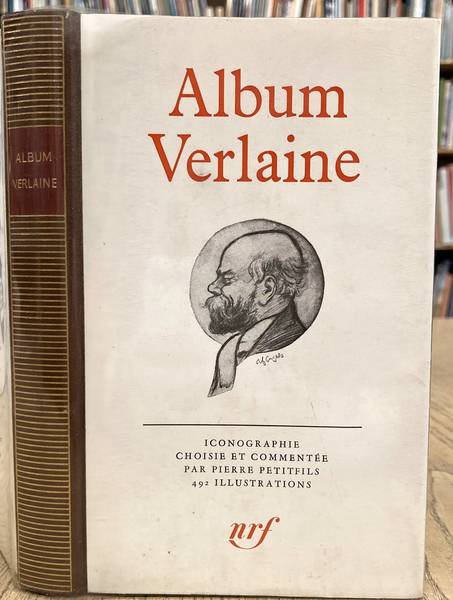 ALBUM
VERLAINE
Album
Verlaine
ICONOGRAPHIE
CHOISIE ET COMMENTÉE
PAR PIERRE PETITFILS
492 ILLUSTRATIONS
nrf